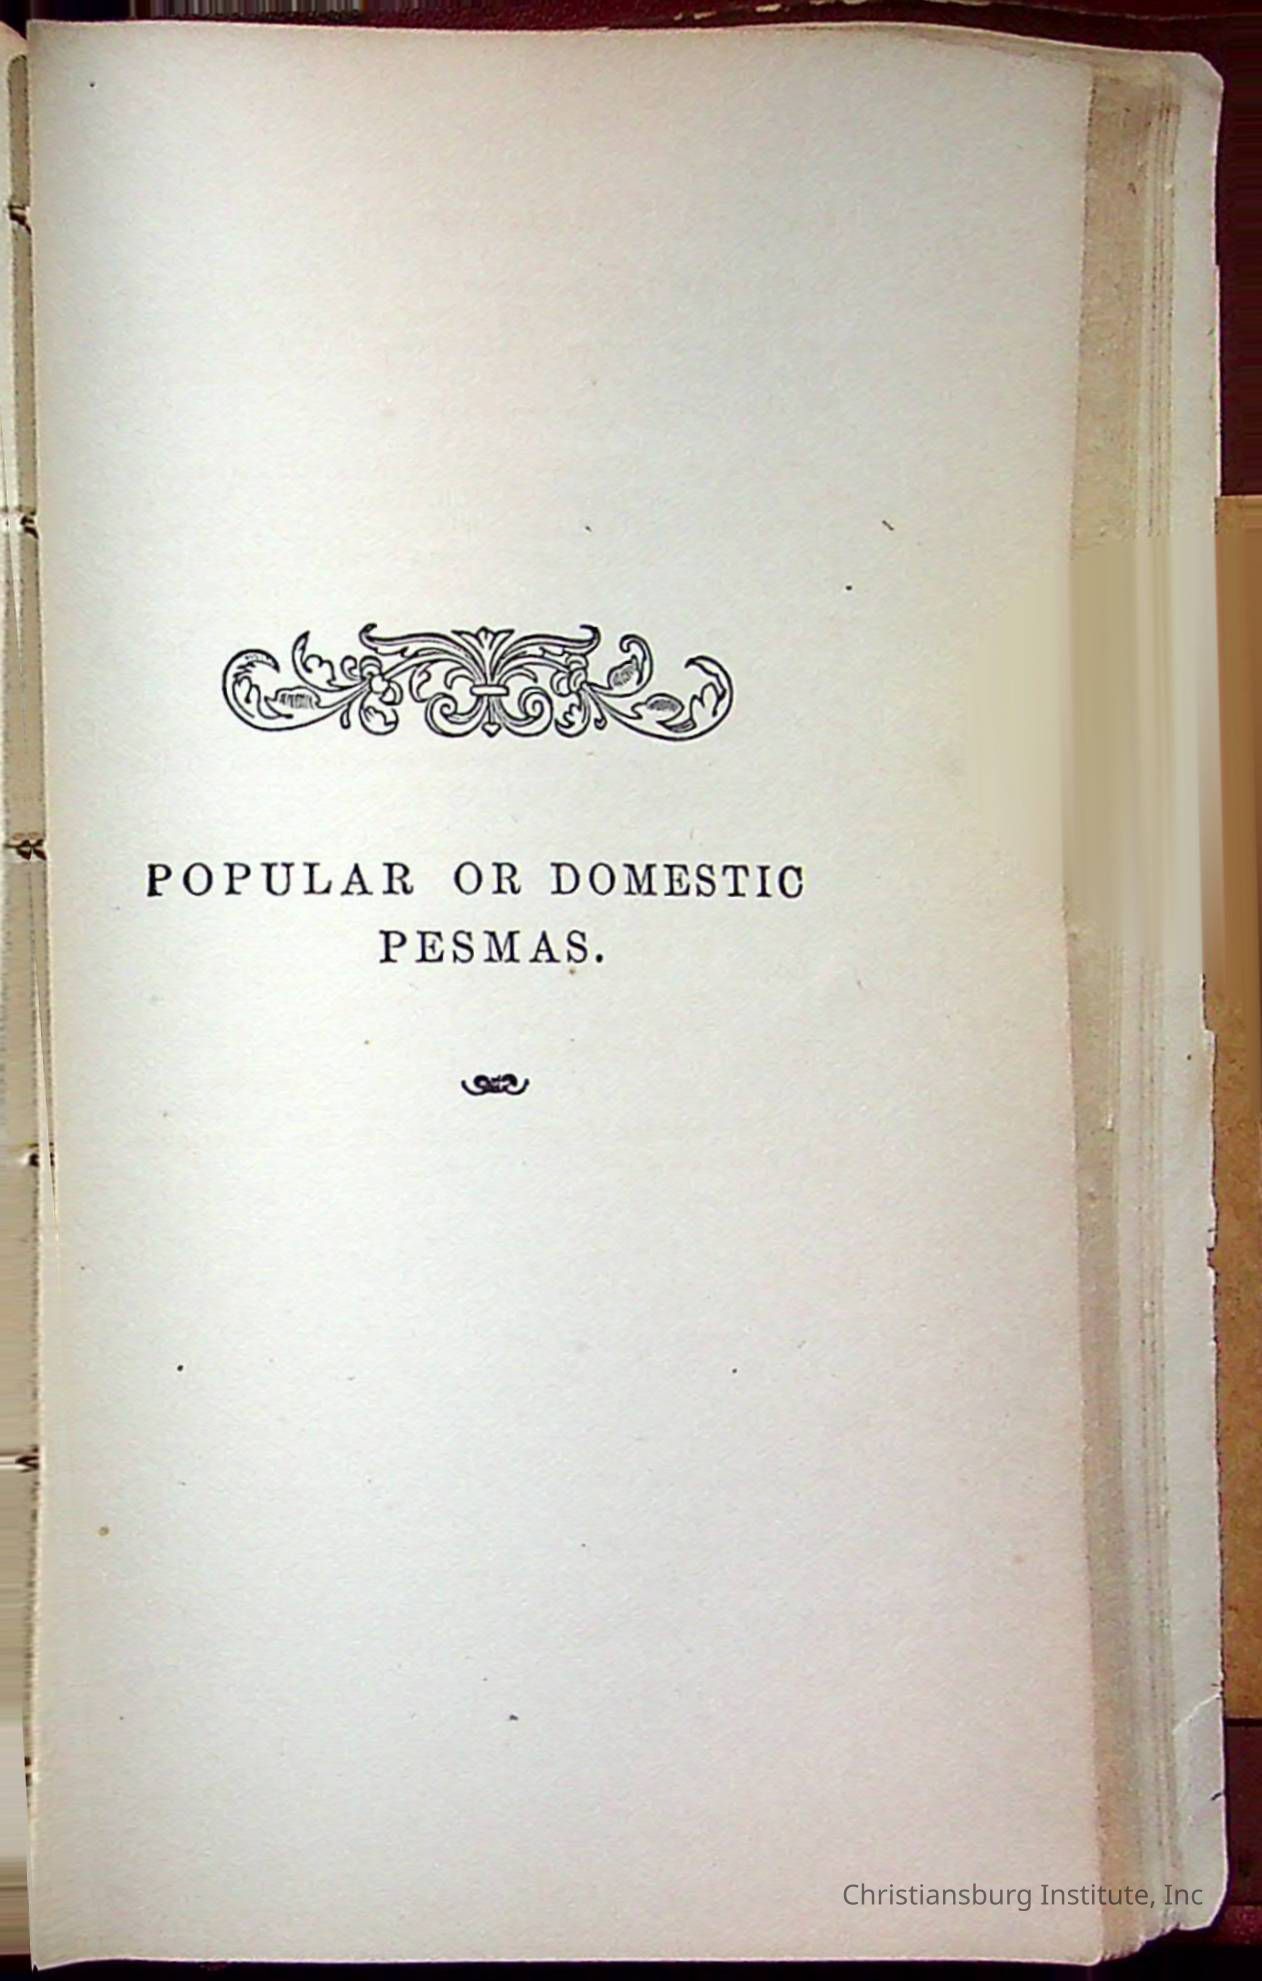 POPULAR OR DOMESTIC
PESMAS.
Christiansburg Institute, Inc